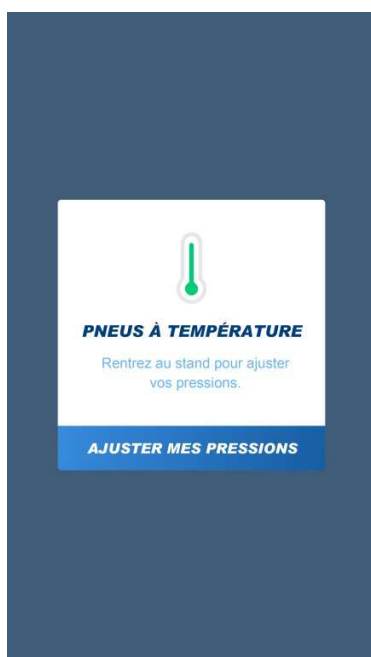 PNEUS À TEMPÉRATURE
Rentrez au stand pour ajuster
vos pressions.
AJUSTER MES PRESSIONS